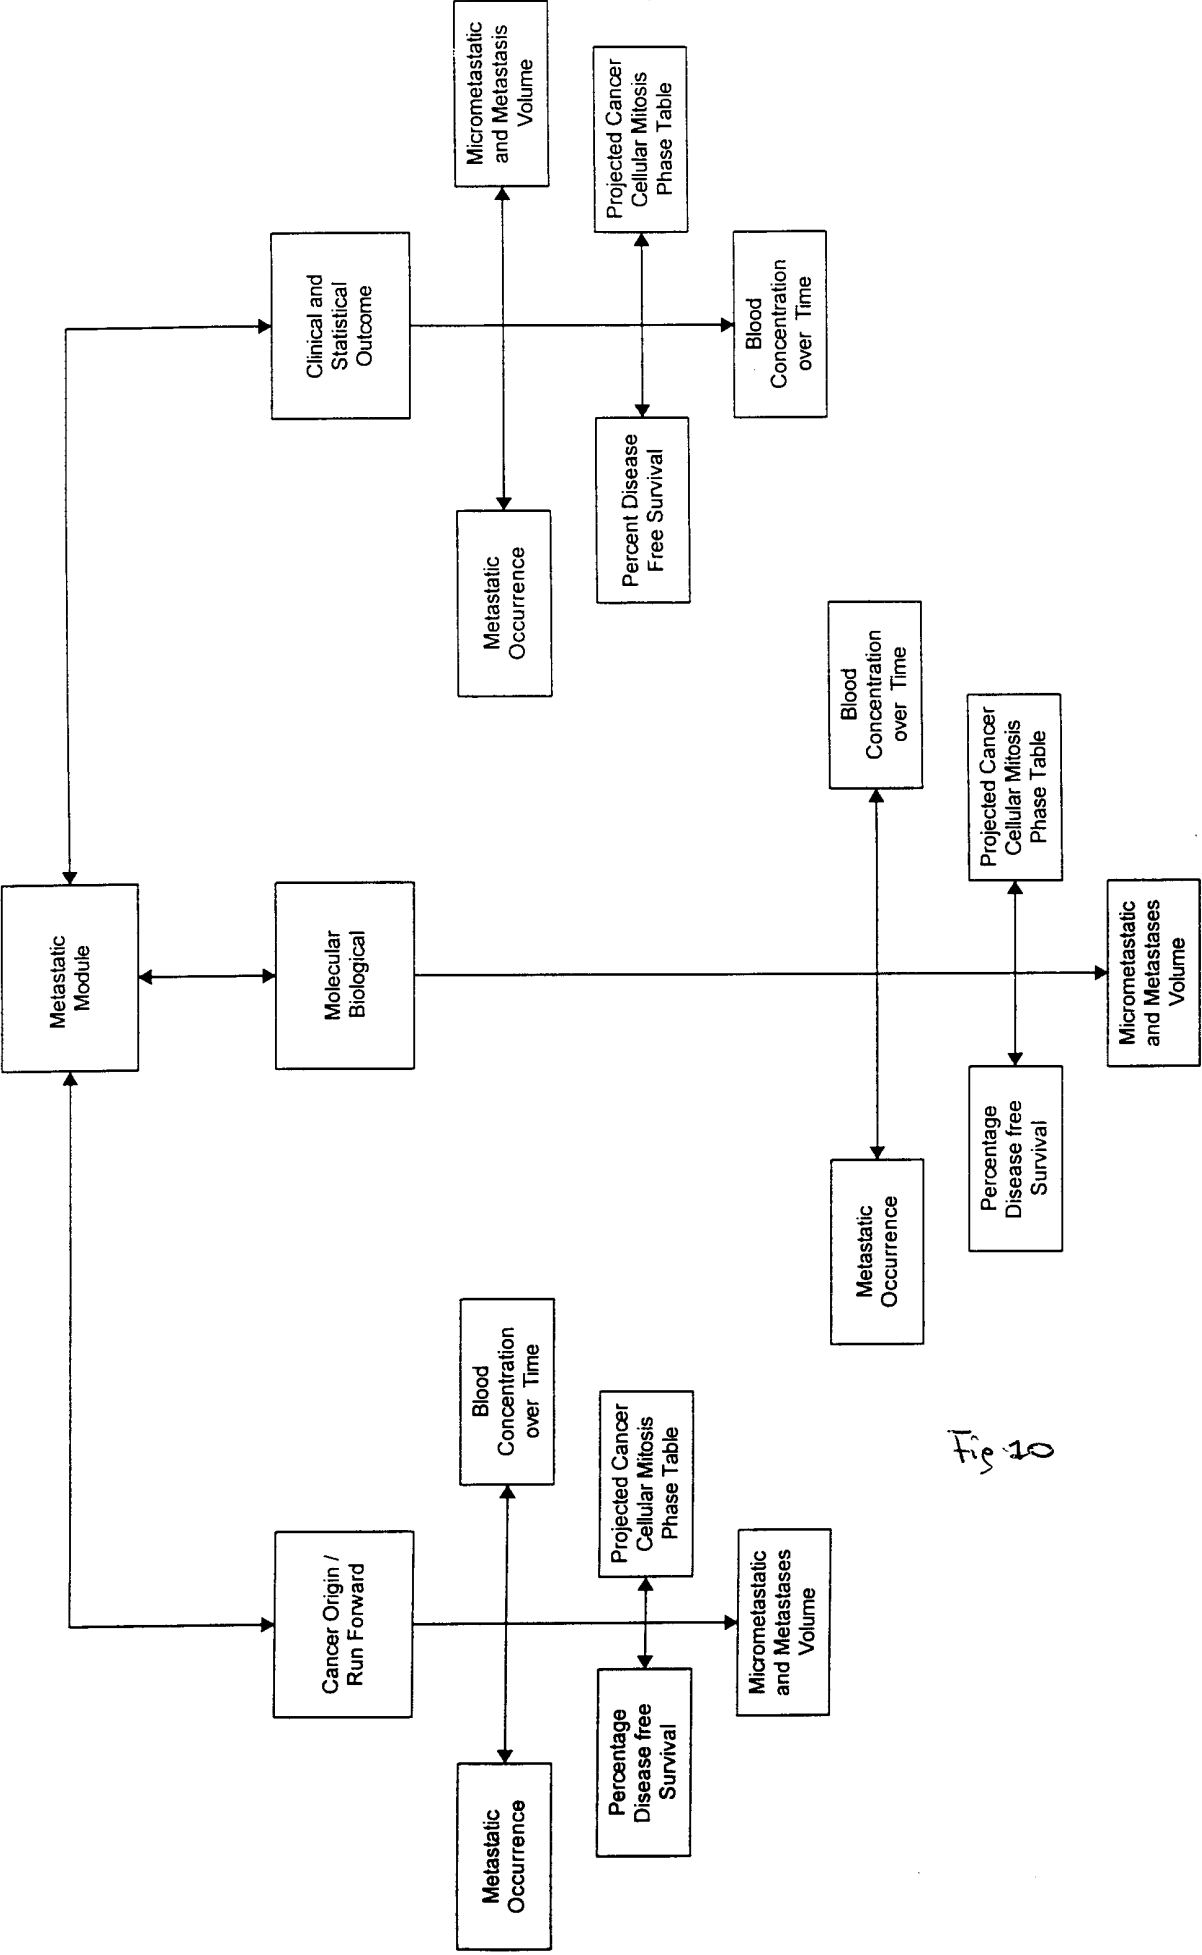 Metastatic
Module
Cancer Origin /
Run Forward
Molecular
Biological
Clinical and
Statistical
Outcome
Metastatic
Occurrence
Blood
Concentration
over Time
Percentage
Disease free
Survival
Projected Cancer
Cellular Mitosis
Phase Table
Micrometastatic
and Metastases
Volume
Metastatic
Occurrence
Blood
Concentration
over Time
Percentage
Disease free
Survival
Projected Cancer
Cellular Mitosis
Phase Table
Micrometastatic
and Metastases
Volume
Metastatic
Occurrence
Micrometastatic
and Metastasis
Volume
Percent Disease
Free Survival
Projected Cancer
Cellular Mitosis
Phase Table
Blood
Concentration
over Time
Fig 10